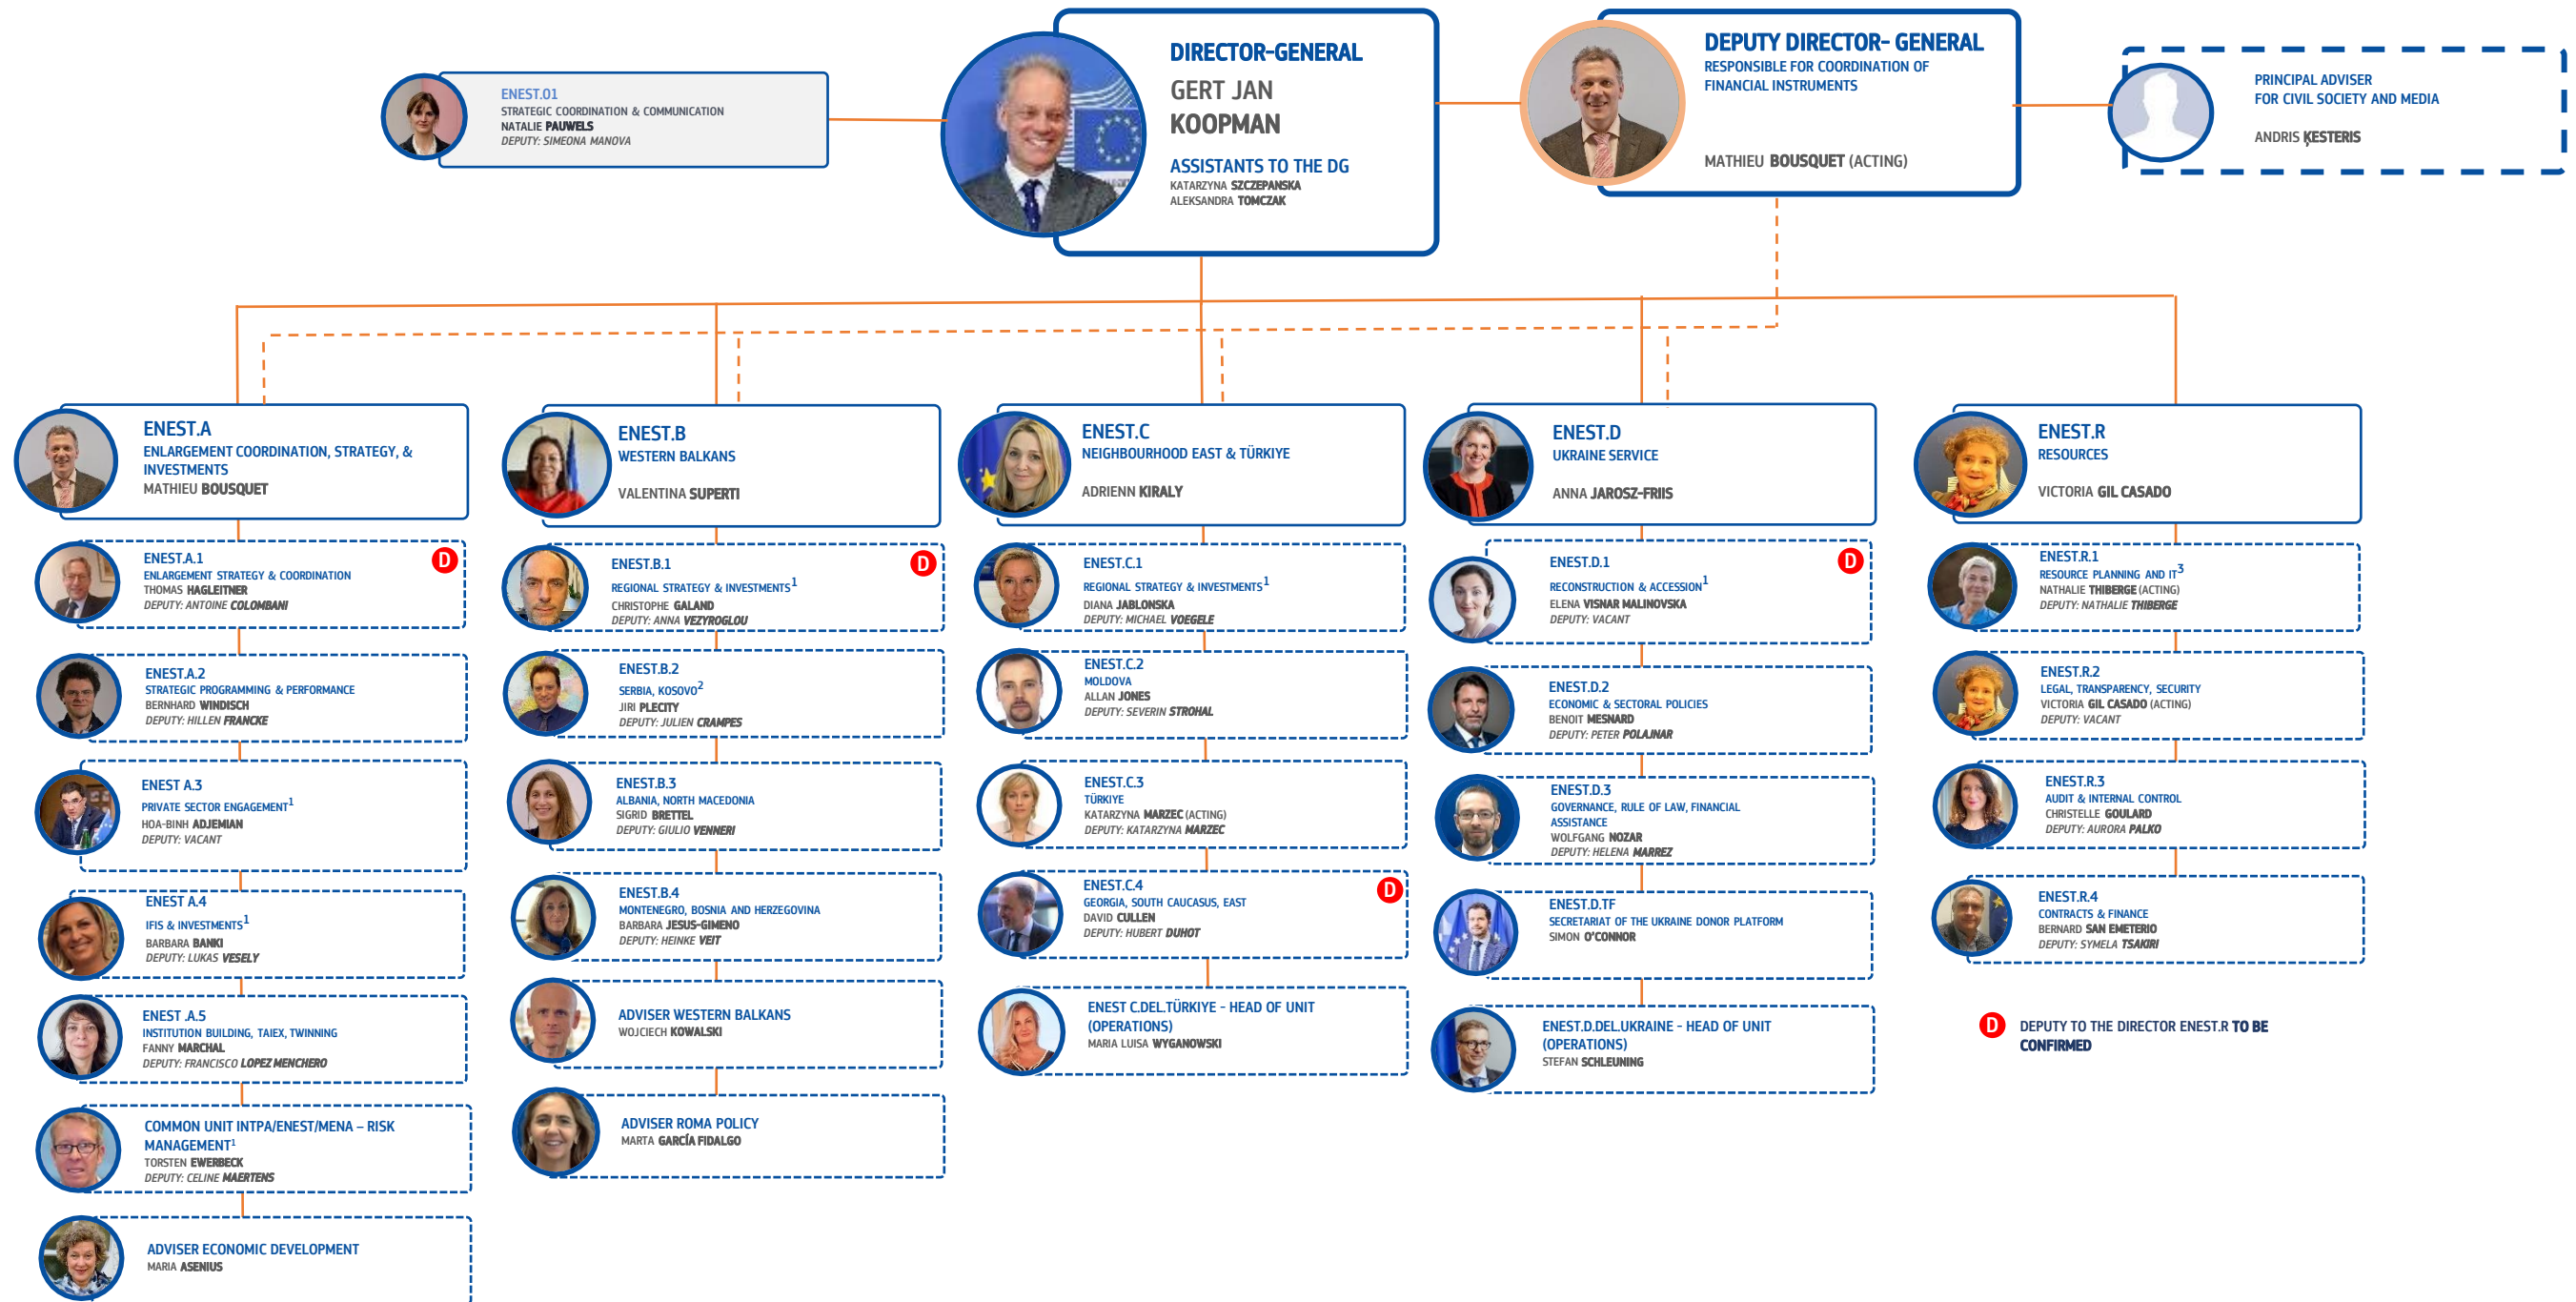 ENEST.01
STRATEGIC COORDINATION & COMMUNICATION
NATALIE PAUWELS
DEPUTY: SIMEONA MANOVA
DIRECTOR-GENERAL
GERT JAN
KOOPMAN
ASSISTANTS TO THE DG
KATARZYNA SZCZEPANSKA
ALEKSANDRA TOMCZAK
DEPUTY DIRECTOR- GENERAL
RESPONSIBLE FOR COORDINATION OF
FINANCIAL INSTRUMENTS
MATHIEU BOUSQUET (ACTING)
PRINCIPAL ADVISER
FOR CIVIL SOCIETY AND MEDIA
ANDRIS ĶESTERIS
ENEST.A
ENLARGEMENT COORDINATION, STRATEGY, &
INVESTMENTS
MATHIEU BOUSQUET
ENEST.A.1
D
ENLARGEMENT STRATEGY & COORDINATION
THOMAS HAGLEITNER
DEPUTY: ANTOINE COLOMBANI
ENEST.A.2
STRATEGIC PROGRAMMING & PERFORMANCE
BERNHARD WINDISCH
DEPUTY: HILLEN FRANCKE
ENEST A.3
PRIVATE SECTOR ENGAGEMENT1
HOA-BINH ADJEMIAN
DEPUTY: VACANT
ENEST A.4
IFIS & INVESTMENTS1
BARBARA BANKI
DEPUTY: LUKAS VESELY
ENEST .A.5
INSTITUTION BUILDING, TAIEX, TWINNING
FANNY MARCHAL
DEPUTY: FRANCISCO LOPEZ MENCHERO
COMMON UNIT INTPA/ENEST/MENA – RISK
MANAGEMENT1
TORSTEN EWERBECK
DEPUTY: CELINE MAERTENS
ADVISER ECONOMIC DEVELOPMENT
MARIA ASENIUS
ENEST.B
WESTERN BALKANS
VALENTINA SUPERTI
ENEST.B.1
D
REGIONAL STRATEGY & INVESTMENTS1
CHRISTOPHE GALAND
DEPUTY: ANNA VEZYROGLOU
ENEST.B.2
SERBIA, KOSOVO2
JIRI PLECITY
DEPUTY: JULIEN CRAMPES
ENEST.B.3
ALBANIA, NORTH MACEDONIA
SIGRID BRETTEL
DEPUTY: GIULIO VENNERI
ENEST.B.4
MONTENEGRO, BOSNIA AND HERZEGOVINA
BARBARA JESUS-GIMENO
DEPUTY: HEINKE VEIT
ADVISER WESTERN BALKANS
WOJCIECH KOWALSKI
ADVISER ROMA POLICY
MARTA GARCÍA FIDALGO
ENEST.C
NEIGHBOURHOOD EAST & TÜRKIYE
ADRIENN KIRALY
ENEST.C.1
REGIONAL STRATEGY & INVESTMENTS1
DIANA JABLONSKA
DEPUTY: MICHAEL VOEGELE
ENEST.C.2
MOLDOVA
ALLAN JONES
DEPUTY: SEVERIN STROHAL
ENEST.C.3
TÜRKIYE
KATARZYNA MARZEC (ACTING)
DEPUTY: KATARZYNA MARZEC
ENEST.C.4
D
GEORGIA, SOUTH CAUCASUS, EAST
DAVID CULLEN
DEPUTY: HUBERT DUHOT
ENEST C.DEL.TÜRKIYE - HEAD OF UNIT
(OPERATIONS)
MARIA LUISA WYGANOWSKI
ENEST.D
UKRAINE SERVICE
ANNA JAROSZ-FRIIS
ENEST.D.1
D
RECONSTRUCTION & ACCESSION1
ELENA VISNAR MALINOVSKA
DEPUTY: VACANT
ENEST.D.2
ECONOMIC & SECTORAL POLICIES
BENOIT MESNARD
DEPUTY: PETER POLAJNAR
ENEST.D.3
GOVERNANCE, RULE OF LAW, FINANCIAL
ASSISTANCE
WOLFGANG NOZAR
DEPUTY: HELENA MARREZ
ENEST.D.TF
SECRETARIAT OF THE UKRAINE DONOR PLATFORM
SIMON O'CONNOR
ENEST.D.DEL.UKRAINE - HEAD OF UNIT
(OPERATIONS)
STEFAN SCHLEUNING
ENEST.R
RESOURCES
VICTORIA GIL CASADO
ENEST.R.1
RESOURCE PLANNING AND IT3
NATHALIE THIBERGE (ACTING)
DEPUTY: NATHALIE THIBERGE
ENEST.R.2
LEGAL, TRANSPARENCY, SECURITY
VICTORIA GIL CASADO (ACTING)
DEPUTY: VACANT
ENEST.R.3
AUDIT & INTERNAL CONTROL
CHRISTELLE GOULARD
DEPUTY: AURORA PALKO
ENEST.R.4
CONTRACTS & FINANCE
BERNARD SAN EMETERIO
DEPUTY: SYMELA TSAKIRI
D DEPUTY TO THE DIRECTOR ENEST.R TO BE
CONFIRMED